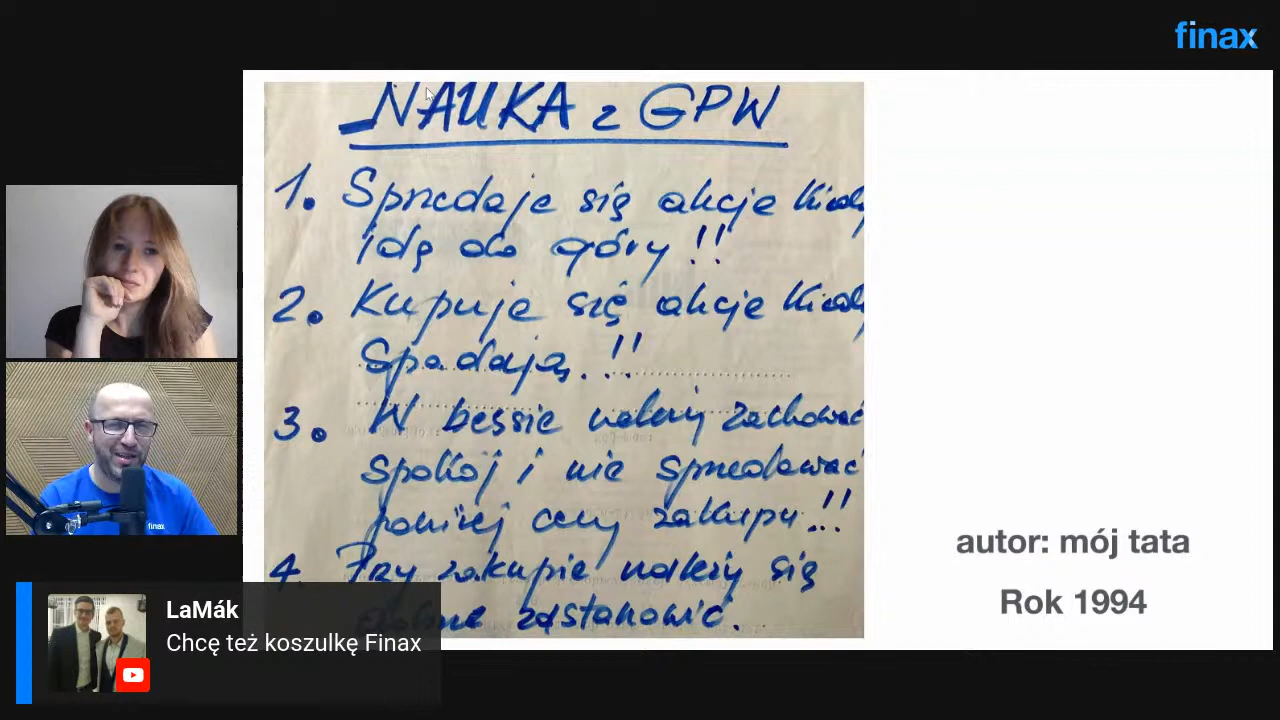 finax
NAUKA z GPW
1. Sprzedaje się akcje kiedy
idą do góry!!
2. Kupuje się akcje kiedy
spadają.!!
3. W bessie należy zachować
spokój i nie sprzedawać
poniżej ceny zakupu!!
4. Przy zakupie należy się
zastanowić.
autor: mój tata
Rok 1994
finax
LaMák
Chcę też koszulkę Finax